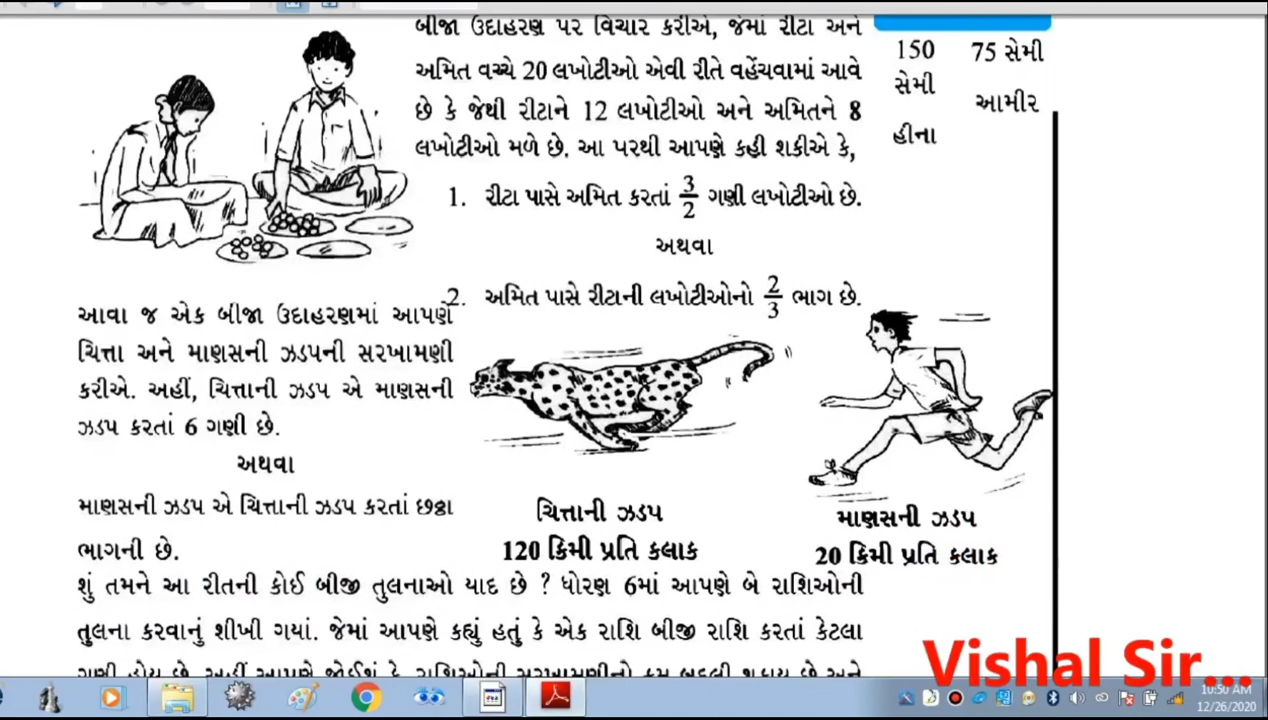 બીજા ઉદાહરણ પર વિચાર કરીએ, જેમાં રીટા અને
અમિત વચ્ચે 20 લખોટીઓ એવી રીતે વહેંચવામાં આવે
છે કે જેથી રીટાને 12 લખોટીઓ અને અમિતને 8
લખોટીઓ મળે છે. આ પરથી આપણે કહી શકીએ કે,
1. રીટા પાસે અમિત કરતાં 3/2 ગણી લખોટીઓ છે.
અથવા
2. અમિત પાસે રીટાની લખોટીઓનો 2/3 ભાગ છે.
150
સેમી
હીના
75 સેમી
આમીર
આવા જ એક બીજા ઉદાહરણમાં આપણે
ચિત્તા અને માણસની ઝડપની સરખામણી
કરીએ. અહીં, ચિત્તાની ઝડપ એ માણસની
ઝડપ કરતાં 6 ગણી છે.
અથવા
માણસની ઝડપ એ ચિત્તાની ઝડપ કરતાં છઠ્ઠા
ભાગની છે.
ચિત્તાની ઝડપ
120 કિમી પ્રતિ કલાક
માણસની ઝડપ
20 કિમી પ્રતિ કલાક
શું તમને આ રીતની કોઈ બીજી તુલનાઓ યાદ છે ? ધોરણ 6માં આપણે બે રાશિઓની
તુલના કરવાનું શીખી ગયાં. જેમાં આપણે કહ્યું હતું કે એક રાશિ બીજી રાશિ કરતાં કેટલા
Vishal Sir...
10:50 AM
12/26/2020